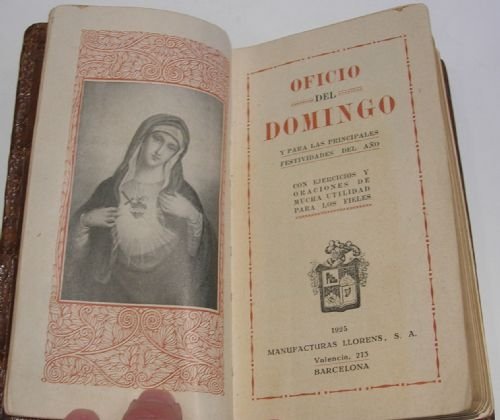 OFICIO
DEL
DOMINGO
Y PARA LAS PRINCIPALES
FESTIVIDADES DEL AÑO
CON EJERCICIOS Y
ORACIONES DE
MUCHA UTILIDAD
PARA LOS FIELES
1925
MANUFACTURAS LLORENS, S. A.
Valencia, 213
BARCELONA